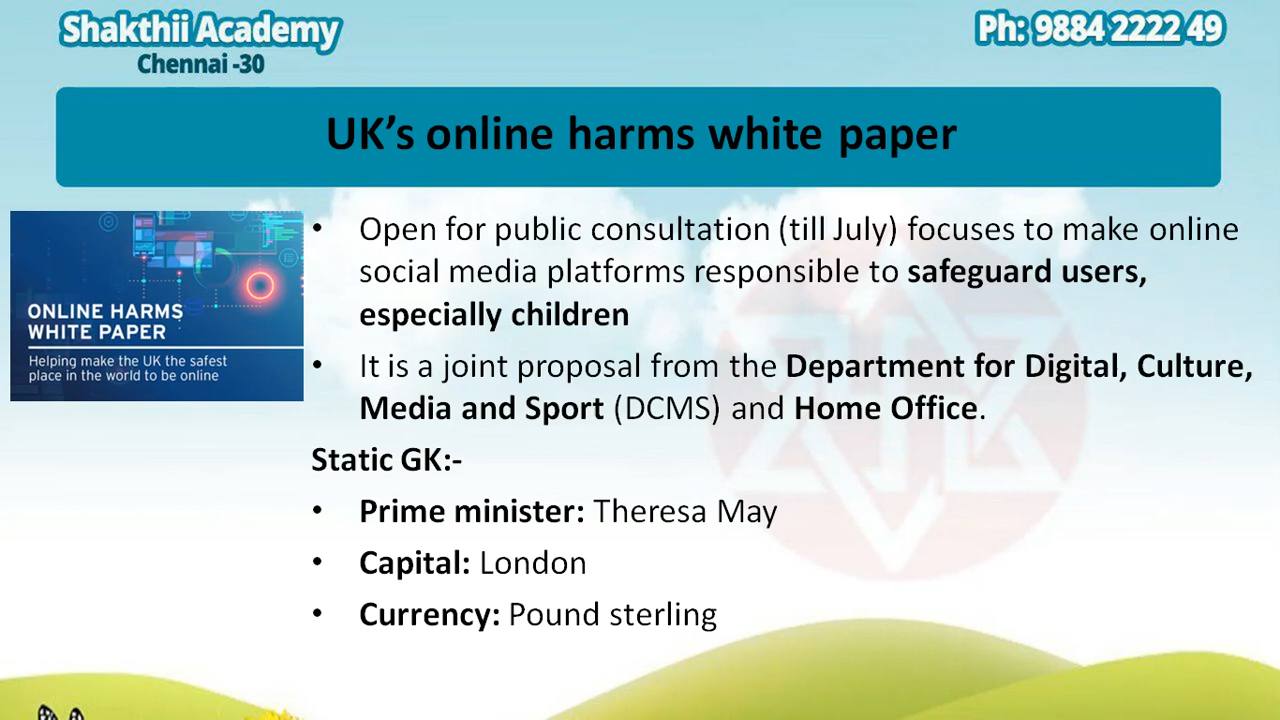 Shakthii Academy
Chennai -30
Ph: 9884 2222 49
UK’s online harms white paper
ONLINE HARMS
WHITE PAPER
Helping make the UK the safest
place in the world to be online
• Open for public consultation (till July) focuses to make online
social media platforms responsible to safeguard users,
especially children
• It is a joint proposal from the Department for Digital, Culture,
Media and Sport (DCMS) and Home Office.
Static GK:-
• Prime minister: Theresa May
• Capital: London
• Currency: Pound sterling